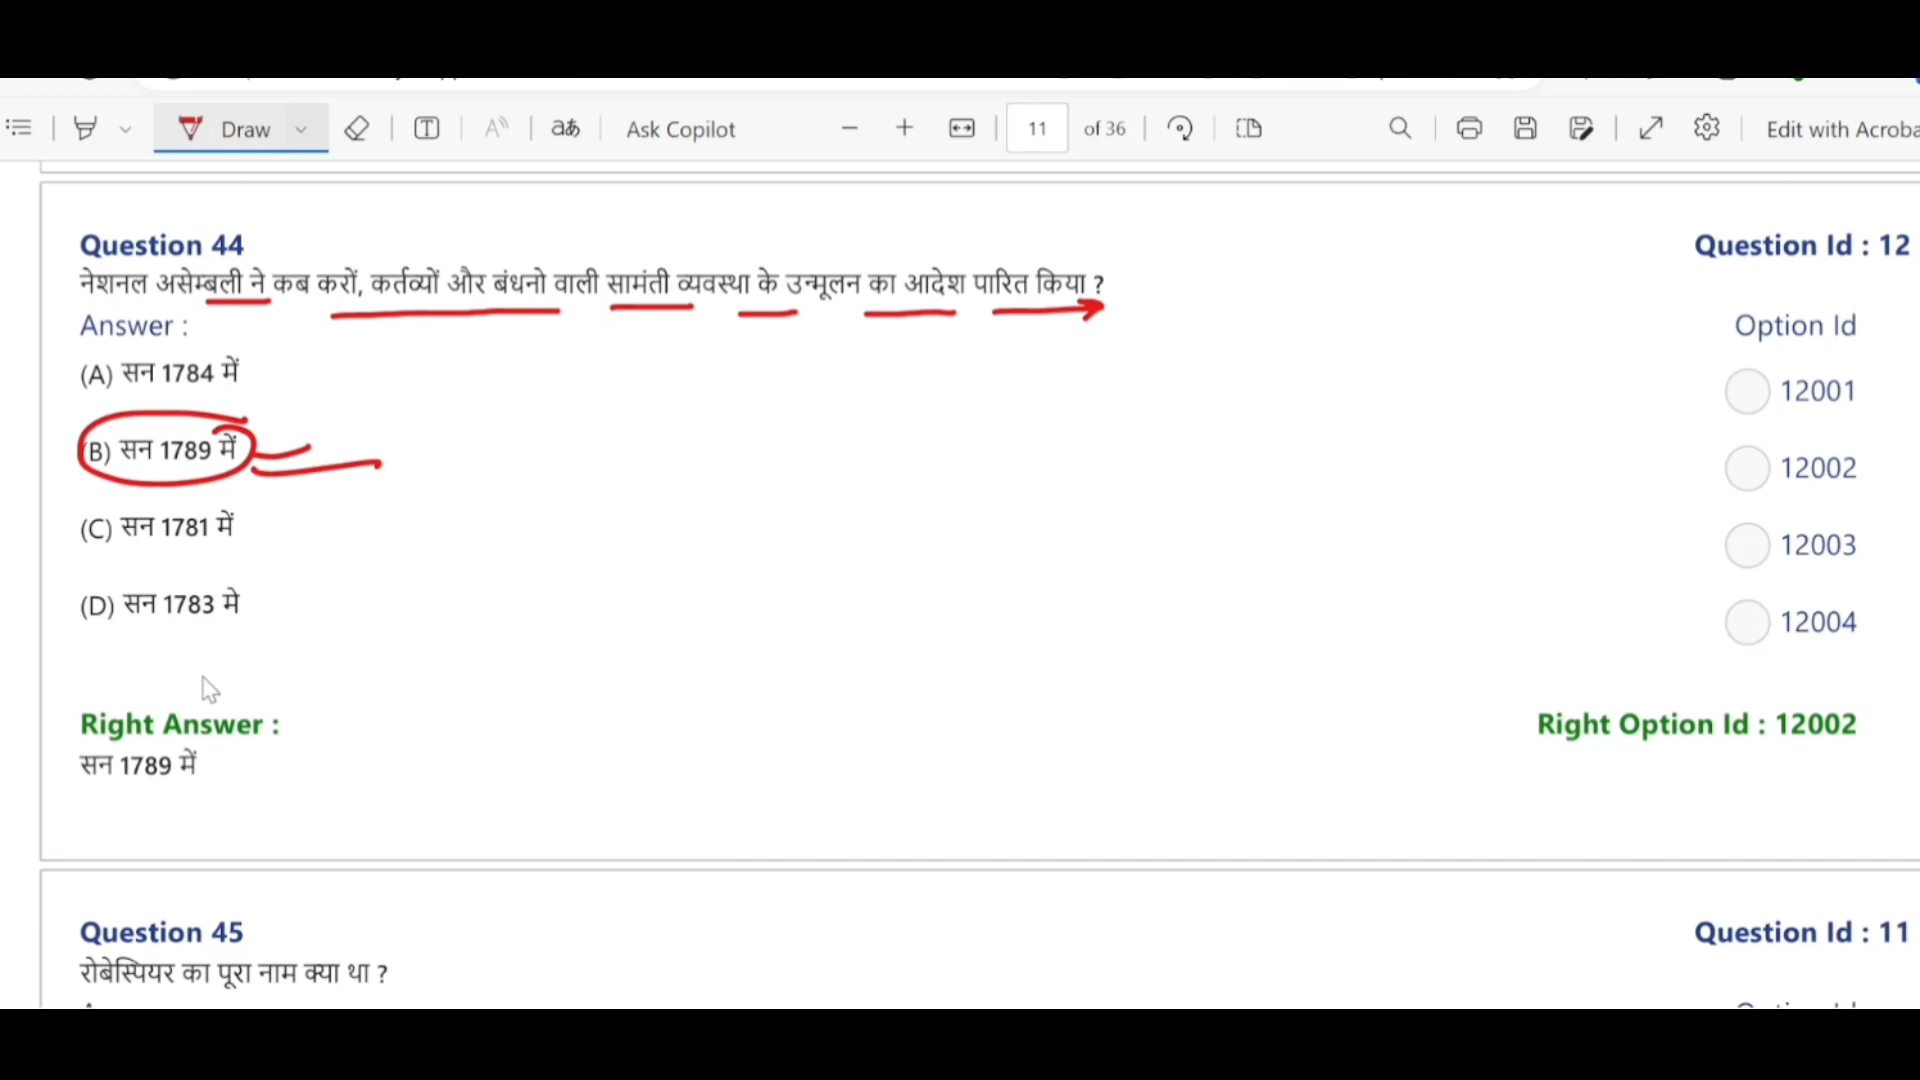 Draw
T
A
aあ
Ask Copilot
11
of 36
Edit with Acroba
Question 44
Question Id : 12
नेशनल असेम्बली ने कब करों, कर्तव्यों और बंधनो वाली सामंती व्यवस्था के उन्मूलन का आदेश पारित किया ?
Answer :
Option Id
(A) सन 1784 में
12001
(B) सन 1789 में
12002
(C) सन 1781 में
12003
(D) सन 1783 मे
12004
Right Answer :
Right Option Id : 12002
सन 1789 में
Question 45
Question Id : 11
रोबेस्पियर का पूरा नाम क्या था ?